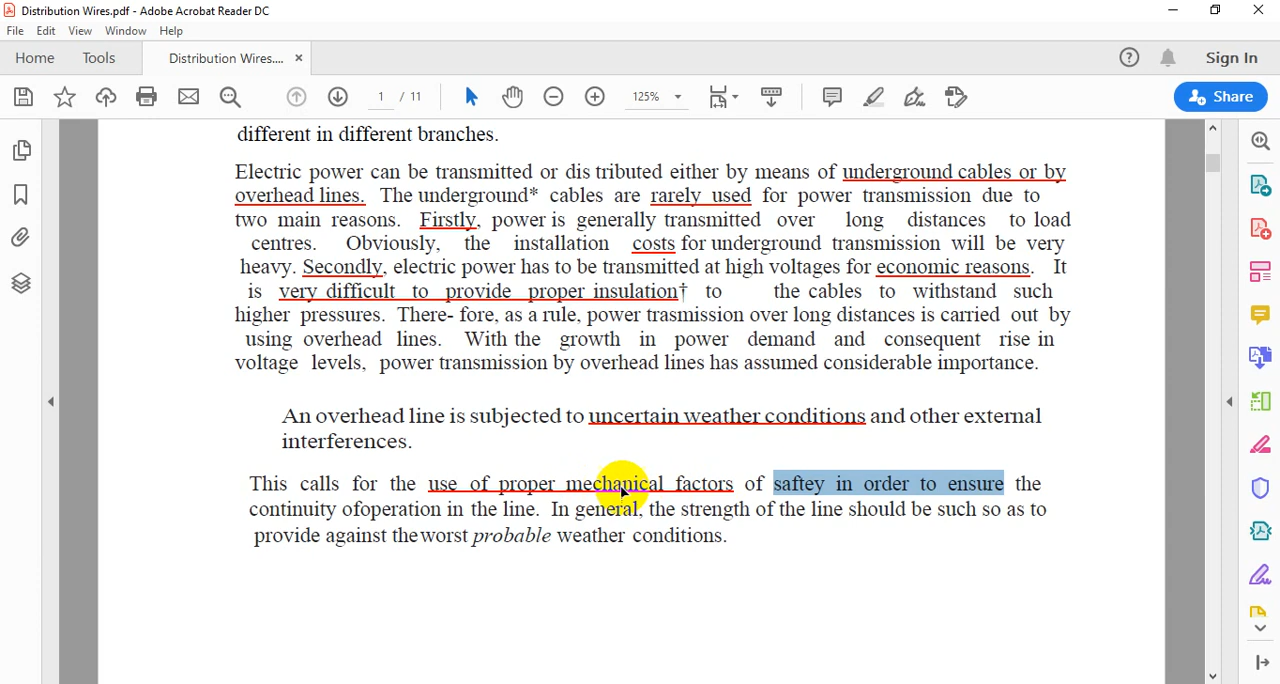 Distribution Wires.pdf - Adobe Acrobat Reader DC
File Edit View Window Help
Home Tools Distribution Wires.... × Sign In
1 / 11 125% Share
different in different branches.
Electric power can be transmitted or dis tributed either by means of underground cables or by
overhead lines. The underground* cables are rarely used for power transmission due to
two main reasons. Firstly, power is generally transmitted over long distances to load
centres. Obviously, the installation costs for underground transmission will be very
heavy. Secondly, electric power has to be transmitted at high voltages for economic reasons. It
is very difficult to provide proper insulation† to the cables to withstand such
higher pressures. There- fore, as a rule, power trasmission over long distances is carried out by
using overhead lines. With the growth in power demand and consequent rise in
voltage levels, power transmission by overhead lines has assumed considerable importance.
An overhead line is subjected to uncertain weather conditions and other external
interferences.
This calls for the use of proper mechanical factors of saftey in order to ensure the
continuity ofoperation in the line. In general, the strength of the line should be such so as to
provide against the worst probable weather conditions.